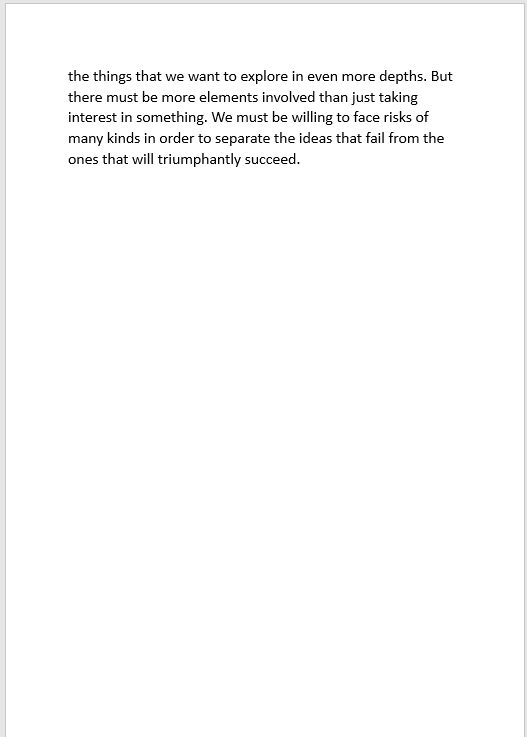 the things that we want to explore in even more depths. But
there must be more elements involved than just taking
interest in something. We must be willing to face risks of
many kinds in order to separate the ideas that fail from the
ones that will triumphantly succeed.